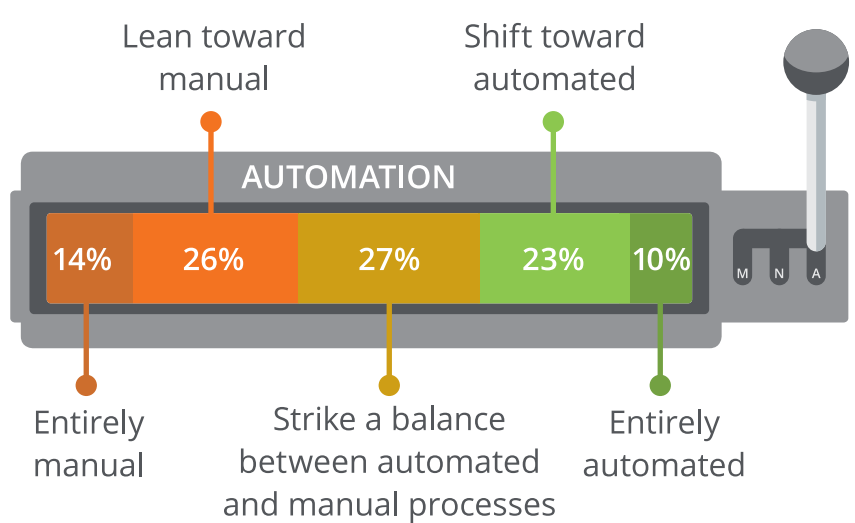 Lean toward
manual
Shift toward
automated
AUTOMATION
14%
26%
27%
23%
10%
M N A
Entirely
manual
Strike a balance
between automated
and manual processes
Entirely
automated